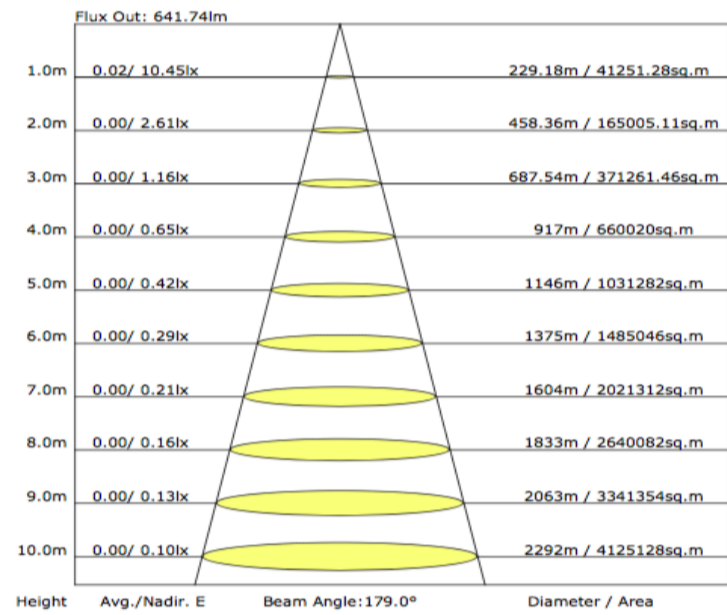 Flux Out: 641.74lm
1.0m 0.02/ 10.45lx 229.18m / 41251.28sq.m
2.0m 0.00/ 2.61lx 458.36m / 165005.11sq.m
3.0m 0.00/ 1.16lx 687.54m / 371261.46sq.m
4.0m 0.00/ 0.65lx 917m / 660020sq.m
5.0m 0.00/ 0.42lx 1146m / 1031282sq.m
6.0m 0.00/ 0.29lx 1375m / 1485046sq.m
7.0m 0.00/ 0.21lx 1604m / 2021312sq.m
8.0m 0.00/ 0.16lx 1833m / 2640082sq.m
9.0m 0.00/ 0.13lx 2063m / 3341354sq.m
10.0m 0.00/ 0.10lx 2292m / 4125128sq.m
Height Avg./Nadir. E Beam Angle:179.0° Diameter / Area